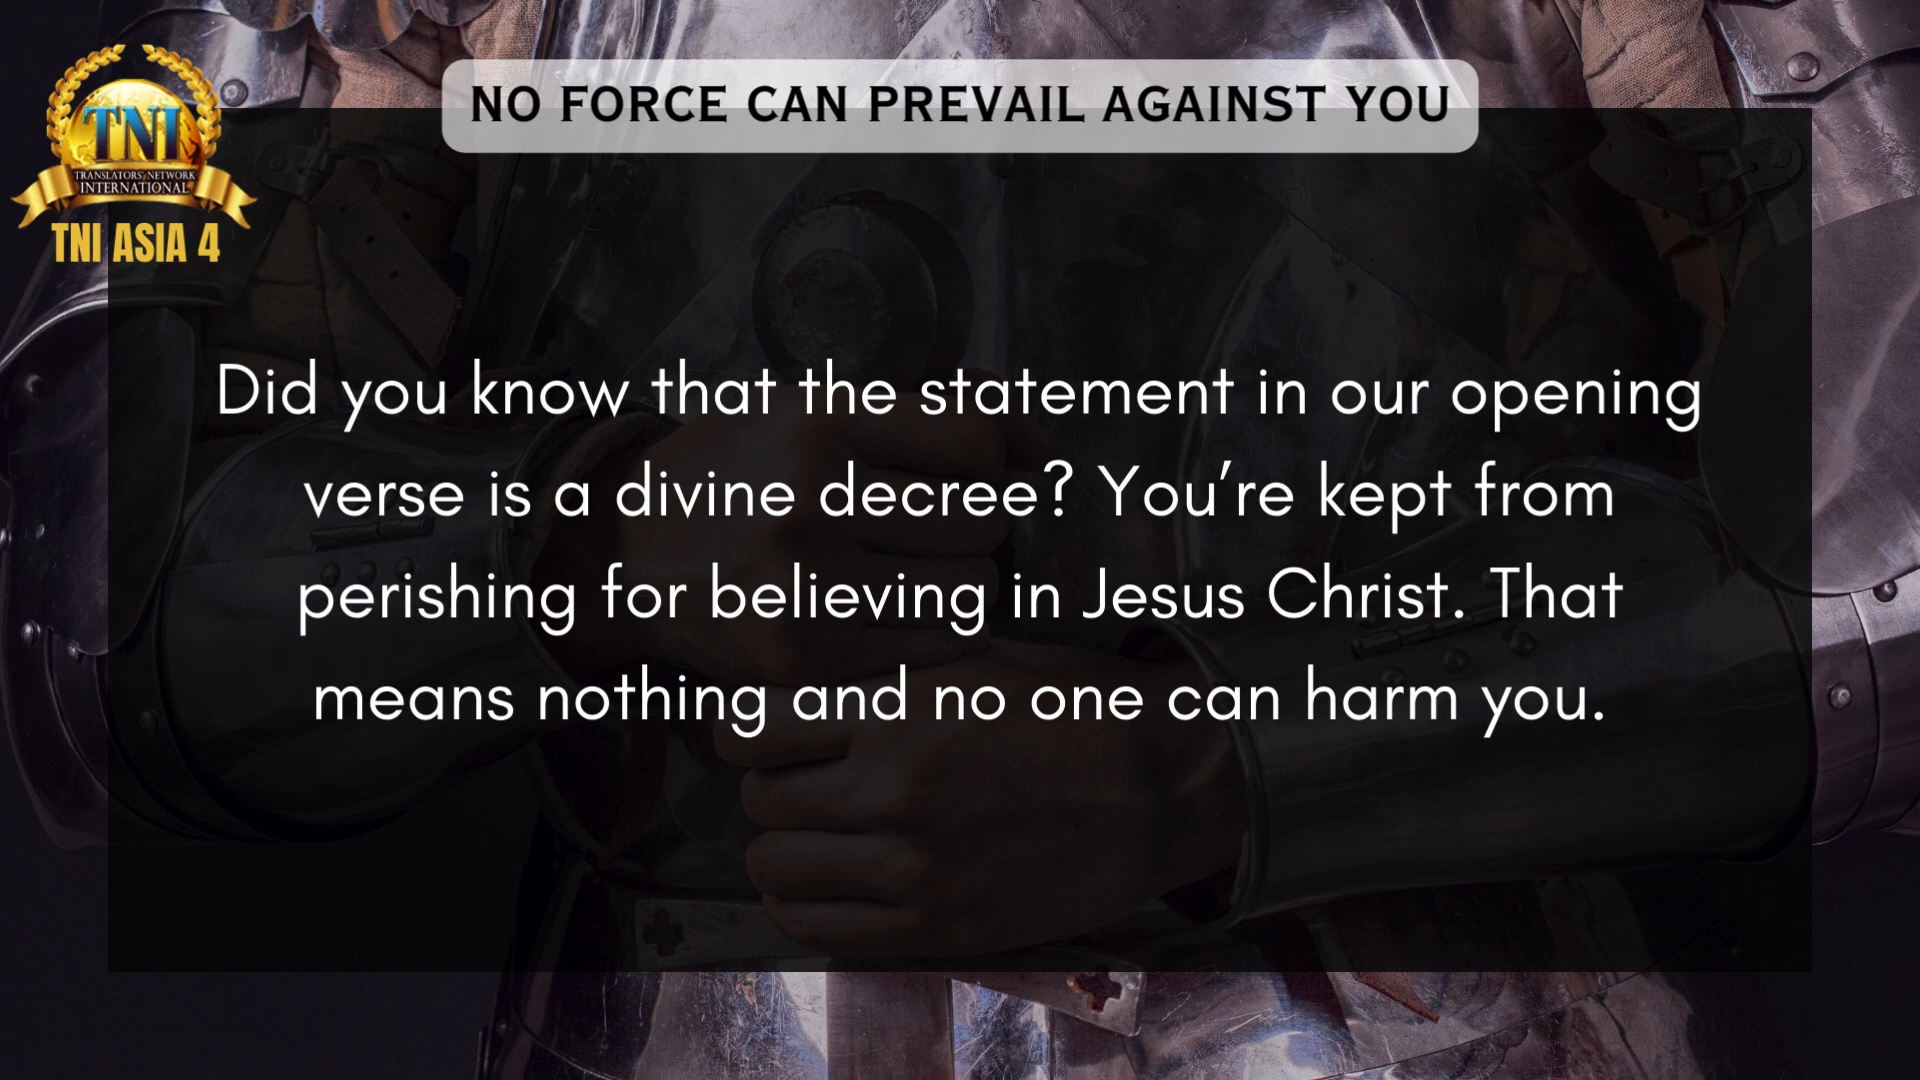 NO FORCE CAN PREVAIL AGAINST YOU
TNI
TRANSLATORS' NETWORK
INTERNATIONAL
TNI ASIA 4
Did you know that the statement in our opening
verse is a divine decree? You’re kept from
perishing for believing in Jesus Christ. That
means nothing and no one can harm you.